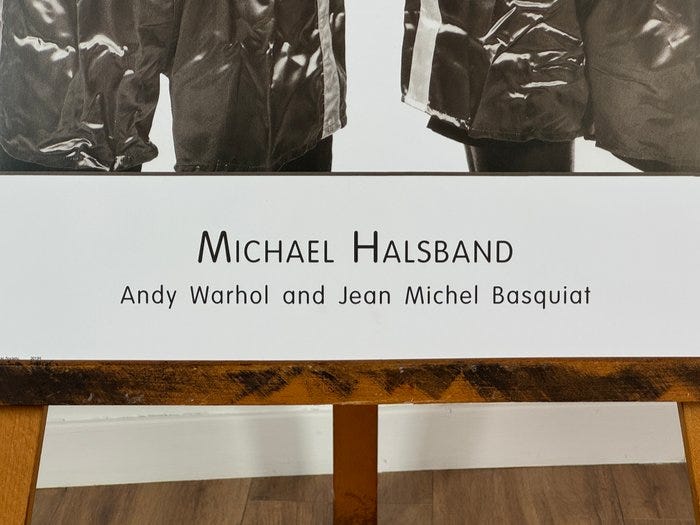 MICHAEL HALSBAND
Andy Warhol and Jean Michel Basquiat